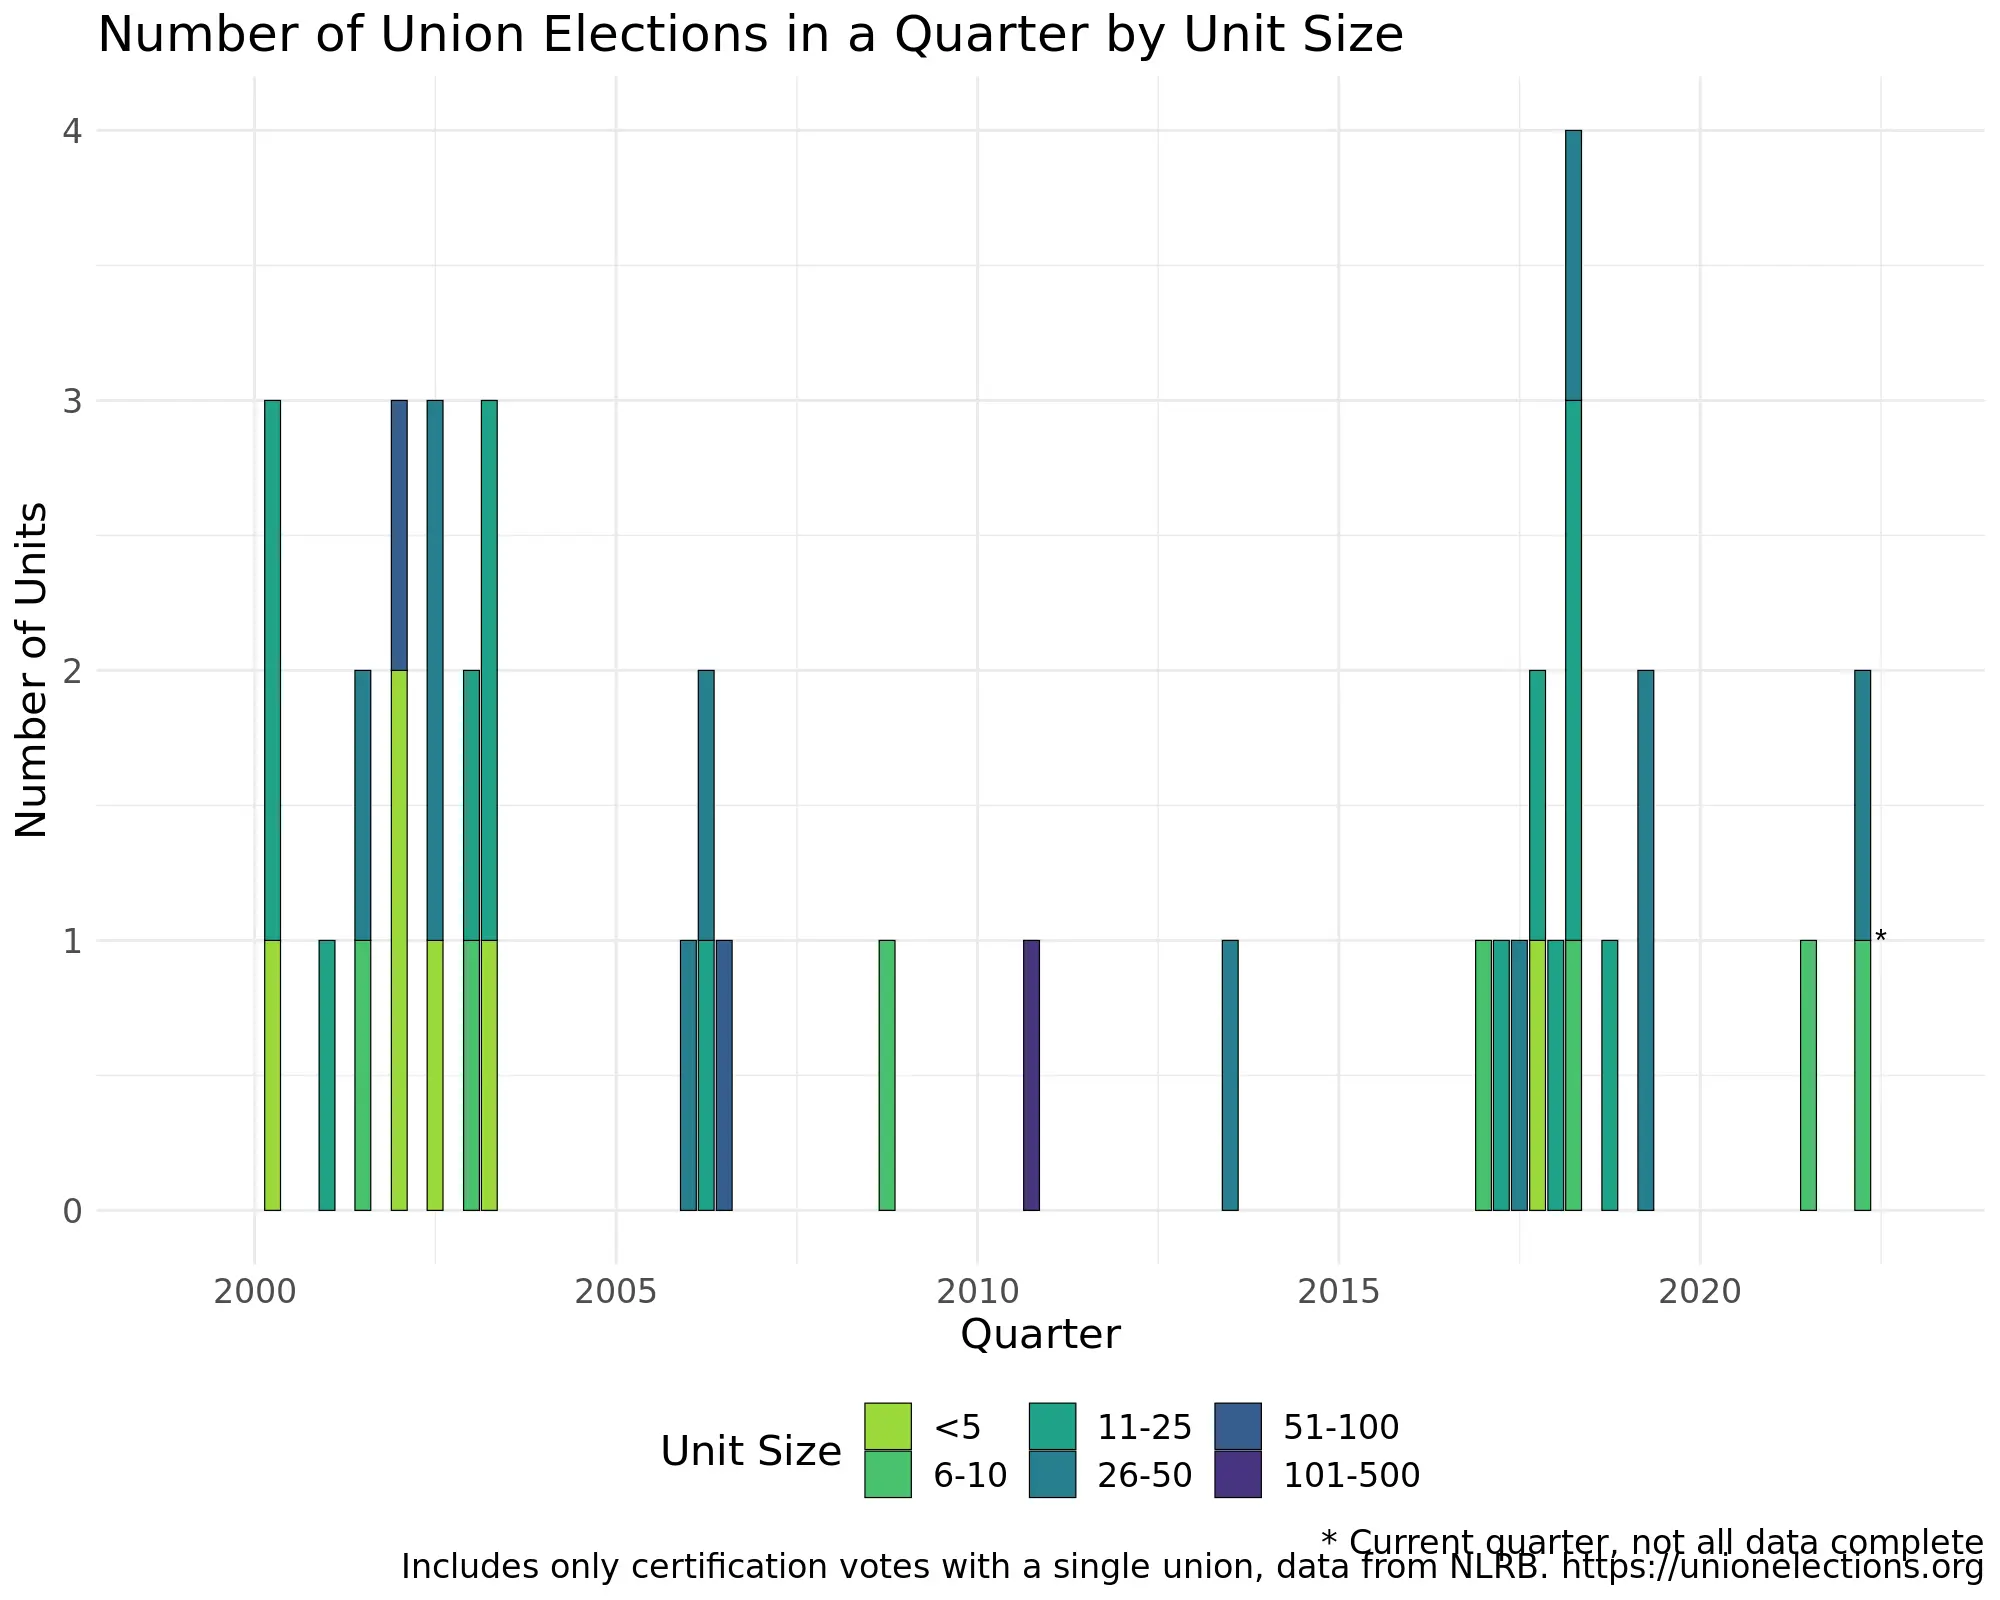 Number of Union Elections in a Quarter by Unit Size
Number of Units
4
3
2
1
0
*
2000 2005 2010 2015 2020
Quarter
Unit Size
<5 11-25 51-100
6-10 26-50 101-500
* Current quarter, not all data complete
Includes only certification votes with a single union, data from NLRB. https://unionelections.org